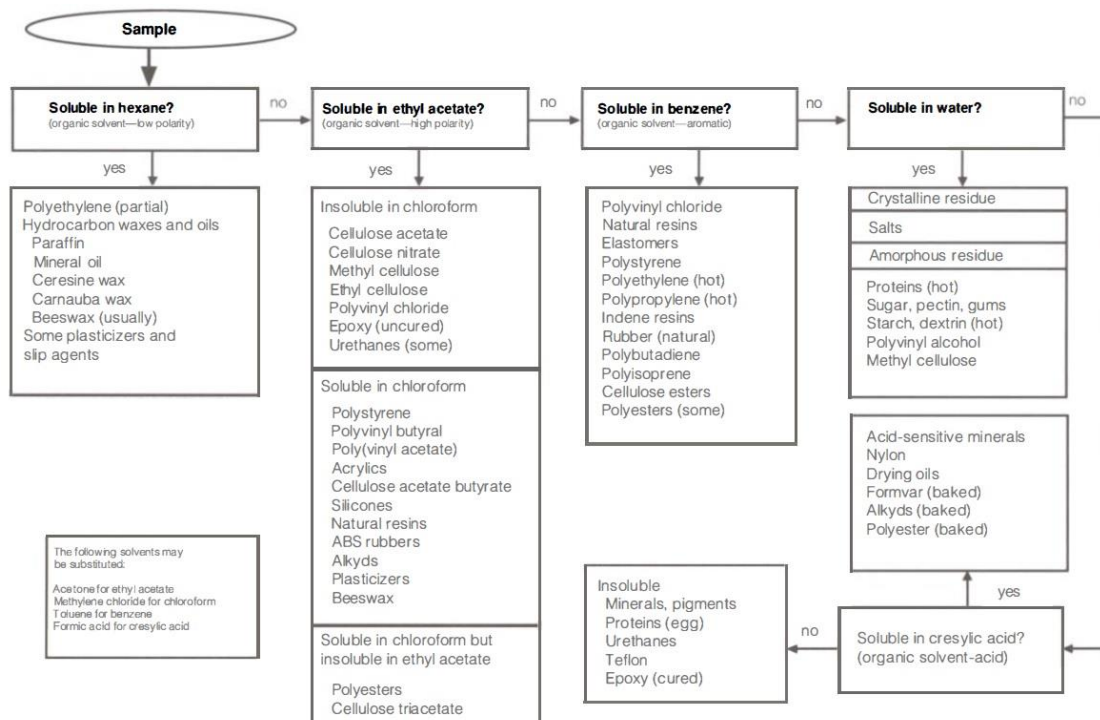 Sample
Soluble in hexane?
(organic solvent—low polarity)
no
Soluble in ethyl acetate?
(organic solvent—high polarity)
no
Soluble in benzene?
(organic solvent—aromatic)
no
Soluble in water?
no
yes
Polyethylene (partial)
Hydrocarbon waxes and oils
Paraffin
Mineral oil
Ceresine wax
Carnauba wax
Beeswax (usually)
Some plasticizers and
slip agents
yes
Insoluble in chloroform
Cellulose acetate
Cellulose nitrate
Methyl cellulose
Ethyl cellulose
Polyvinyl chloride
Epoxy (uncured)
Urethanes (some)
Soluble in chloroform
Polystyrene
Polyvinyl butyral
Poly(vinyl acetate)
Acrylics
Cellulose acetate butyrate
Silicones
Natural resins
ABS rubbers
Alkyds
Plasticizers
Beeswax
Soluble in chloroform but
insoluble in ethyl acetate
Polyesters
Cellulose triacetate
yes
Polyvinyl chloride
Natural resins
Elastomers
Polystyrene
Polyethylene (hot)
Polypropylene (hot)
Indene resins
Rubber (natural)
Polybutadiene
Polyisoprene
Cellulose esters
Polyesters (some)
yes
Crystalline residue
Salts
Amorphous residue
Proteins (hot)
Sugar, pectin, gums
Starch, dextrin (hot)
Polyvinyl alcohol
Methyl cellulose
Acid-sensitive minerals
Nylon
Drying oils
Formvar (baked)
Alkyds (baked)
Polyester (baked)
yes
Soluble in cresylic acid?
(organic solvent-acid)
no
Insoluble
Minerals, pigments
Proteins (egg)
Urethanes
Teflon
Epoxy (cured)
The following solvents may
be substituted:
Acetone for ethyl acetate
Methylene chloride for chloroform
Toluene for benzene
Formic acid for cresylic acid